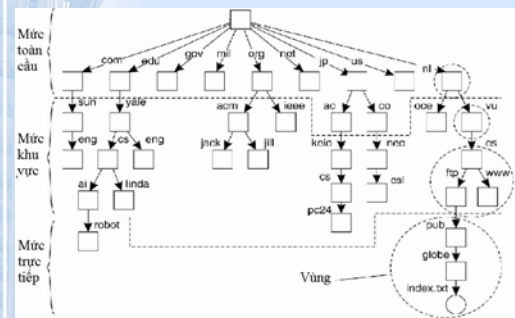 Mức
toàn
cầu
com edu gov mil org net jp us nl
sun yale acm ieee ac co oce vu
Mức
khu
vực
eng cs eng jack jill keio nec cs
ai linda cs csl ftp www
pc24
robot pub
Mức
trực
tiếp
globe
Vùng
index.txt